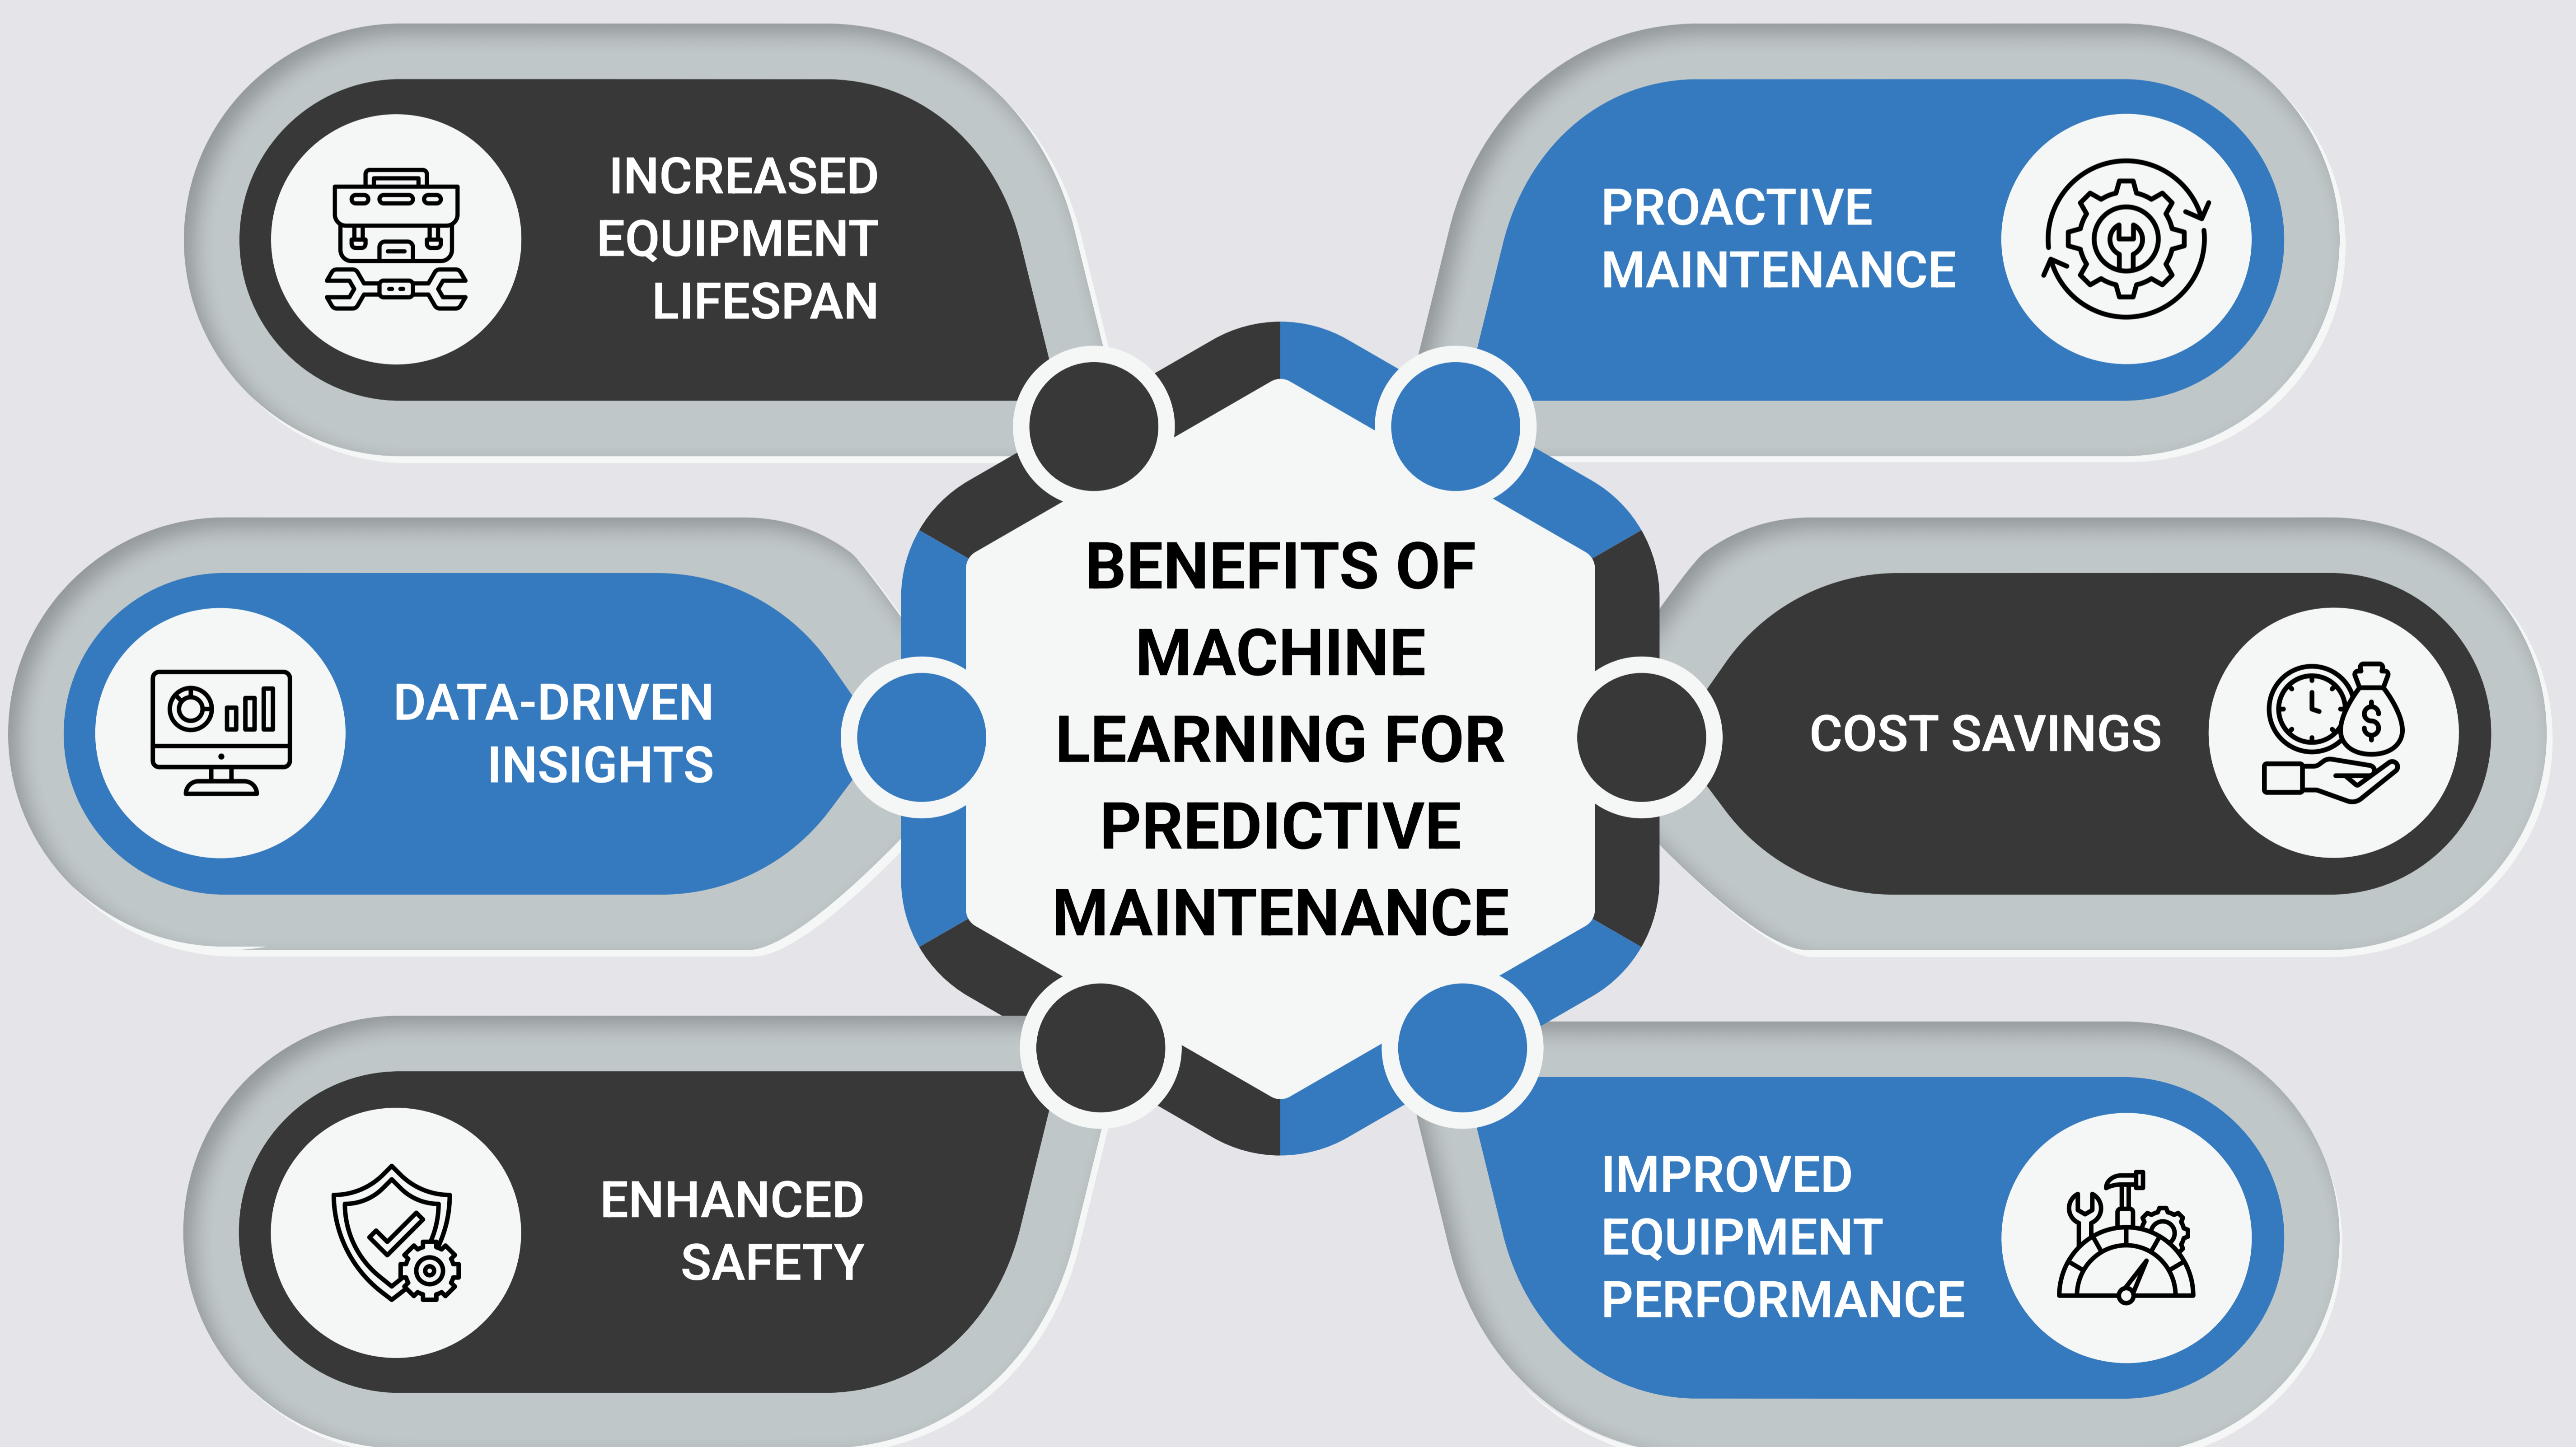 INCREASED
EQUIPMENT
LIFESPAN
PROACTIVE
MAINTENANCE
BENEFITS OF
MACHINE
LEARNING FOR
PREDICTIVE
MAINTENANCE
DATA-DRIVEN
INSIGHTS
COST SAVINGS
$
ENHANCED
SAFETY
IMPROVED
EQUIPMENT
PERFORMANCE